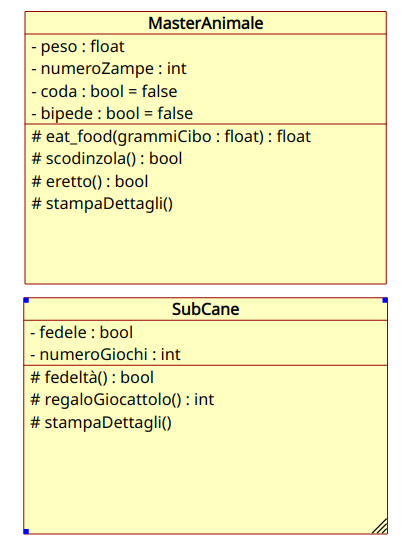 MasterAnimale
- peso : float
- numeroZampe : int
- coda : bool = false
- bipede : bool = false
# eat_food(grammiCibo : float) : float
# scodinzola() : bool
# eretto() : bool
# stampaDettagli()
SubCane
- fedele : bool
- numeroGiochi : int
# fedeltà() : bool
# regaloGiocattolo() : int
# stampaDettagli()